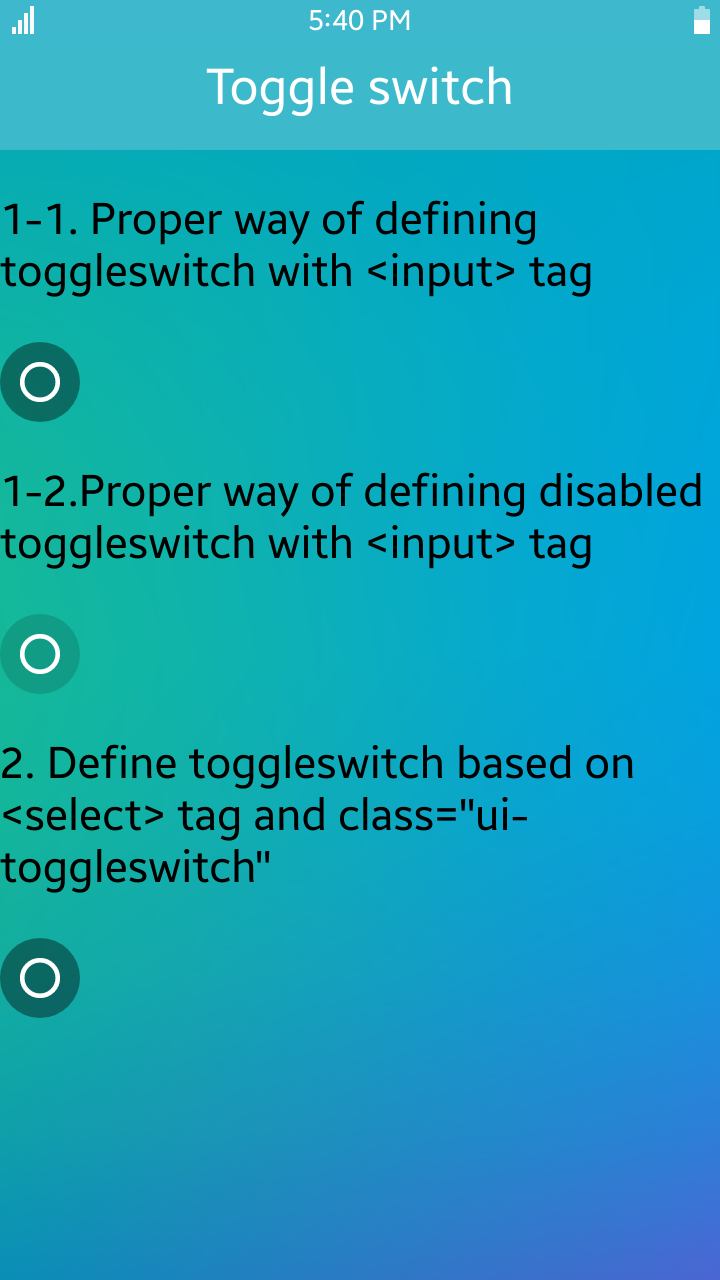 5:40 PM
Toggle switch
1-1. Proper way of defining
toggleswitch with <input> tag
1-2.Proper way of defining disabled
toggleswitch with <input> tag
2. Define toggleswitch based on
<select> tag and class="ui-
toggleswitch"